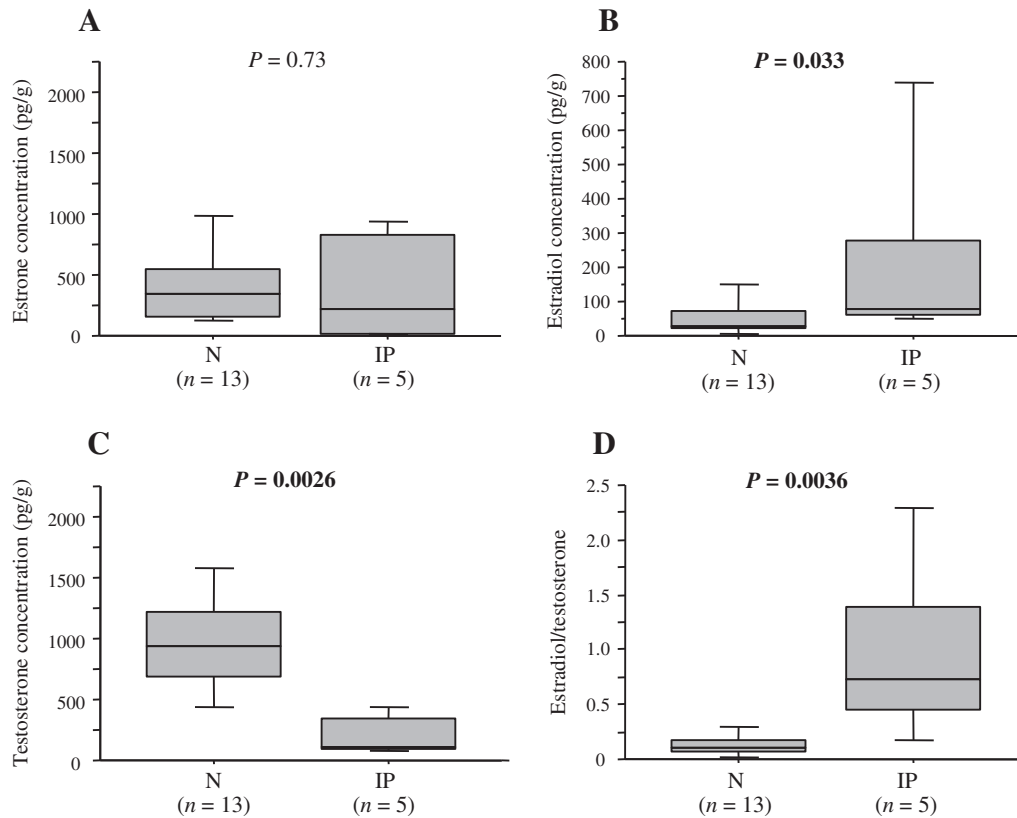 A
P = 0.73
Estrone concentration (pg/g)
2000
1500
1000
500
0
N
(n = 13)
IP
(n = 5)
B
P = 0.033
Estradiol concentration (pg/g)
800
700
600
500
400
300
200
100
0
N
(n = 13)
IP
(n = 5)
C
P = 0.0026
Testosterone concentration (pg/g)
2000
1500
1000
500
0
N
(n = 13)
IP
(n = 5)
D
P = 0.0036
Estradiol/testosterone
2.5
2.0
1.5
1.0
0.5
0
N
(n = 13)
IP
(n = 5)